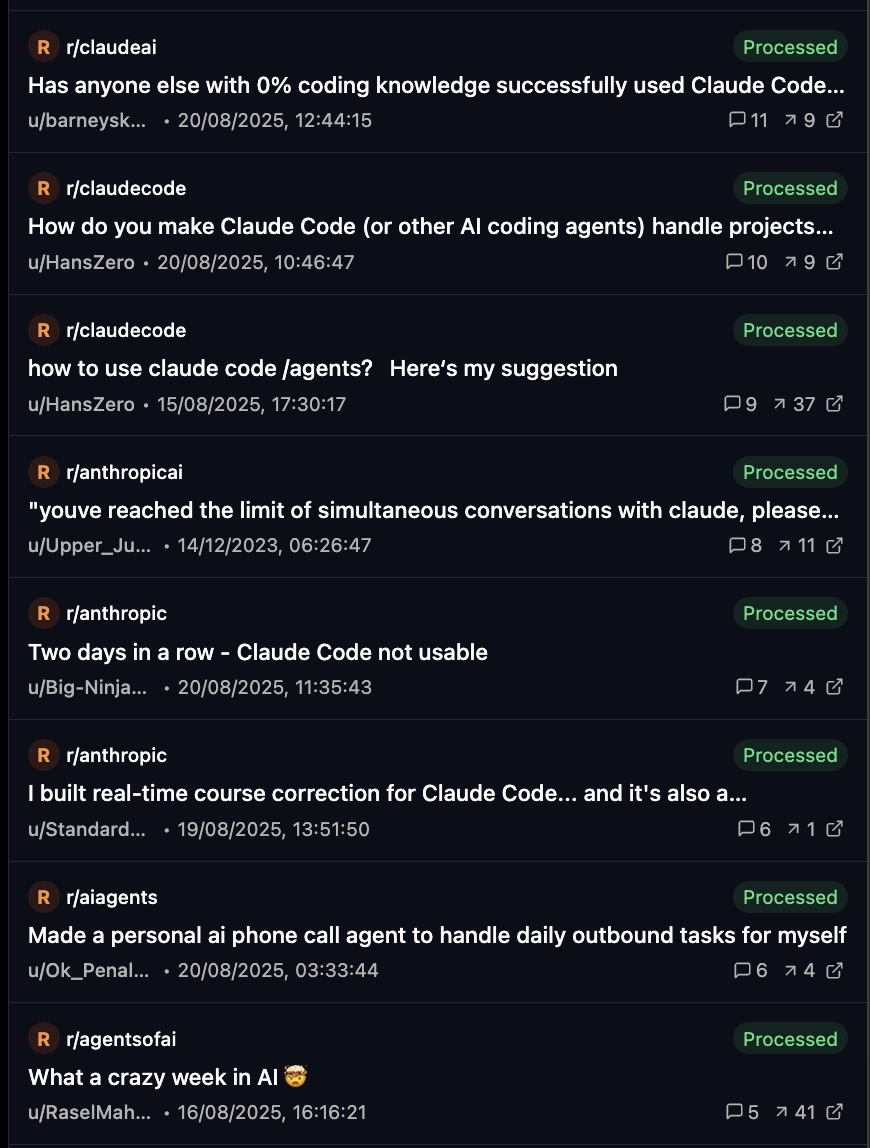 R r/claudeai Processed
Has anyone else with 0% coding knowledge successfully used Claude Code...
u/barneysk... • 20/08/2025, 12:44:15 11 9
R r/claudecode Processed
How do you make Claude Code (or other AI coding agents) handle projects...
u/HansZero • 20/08/2025, 10:46:47 10 9
R r/claudecode Processed
how to use claude code /agents? Here‘s my suggestion
u/HansZero • 15/08/2025, 17:30:17 9 37
R r/anthropicai Processed
"youve reached the limit of simultaneous conversations with claude, please...
u/Upper_Ju... • 14/12/2023, 06:26:47 8 11
R r/anthropic Processed
Two days in a row - Claude Code not usable
u/Big-Ninja... • 20/08/2025, 11:35:43 7 4
R r/anthropic Processed
I built real-time course correction for Claude Code... and it's also a...
u/Standard... • 19/08/2025, 13:51:50 6 1
R r/aiagents Processed
Made a personal ai phone call agent to handle daily outbound tasks for myself
u/Ok_Penal... • 20/08/2025, 03:33:44 6 4
R r/agentsofai Processed
What a crazy week in AI 🤯
u/RaselMah... • 16/08/2025, 16:16:21 5 41